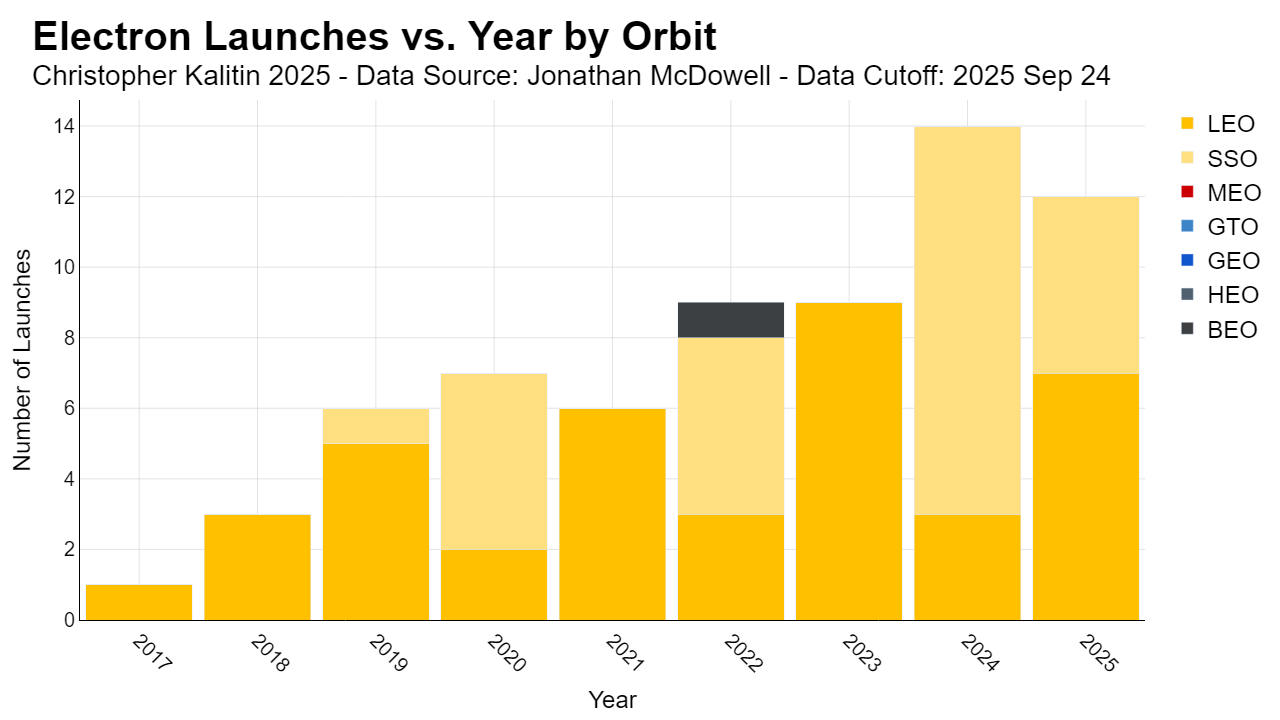 Electron Launches vs. Year by Orbit
Christopher Kalitin 2025 - Data Source: Jonathan McDowell - Data Cutoff: 2025 Sep 24
LEO
SSO
MEO
GTO
GEO
HEO
BEO
Number of Launches
14
12
10
8
6
4
2
0
2017
2018
2019
2020
2021
2022
2023
2024
2025
Year